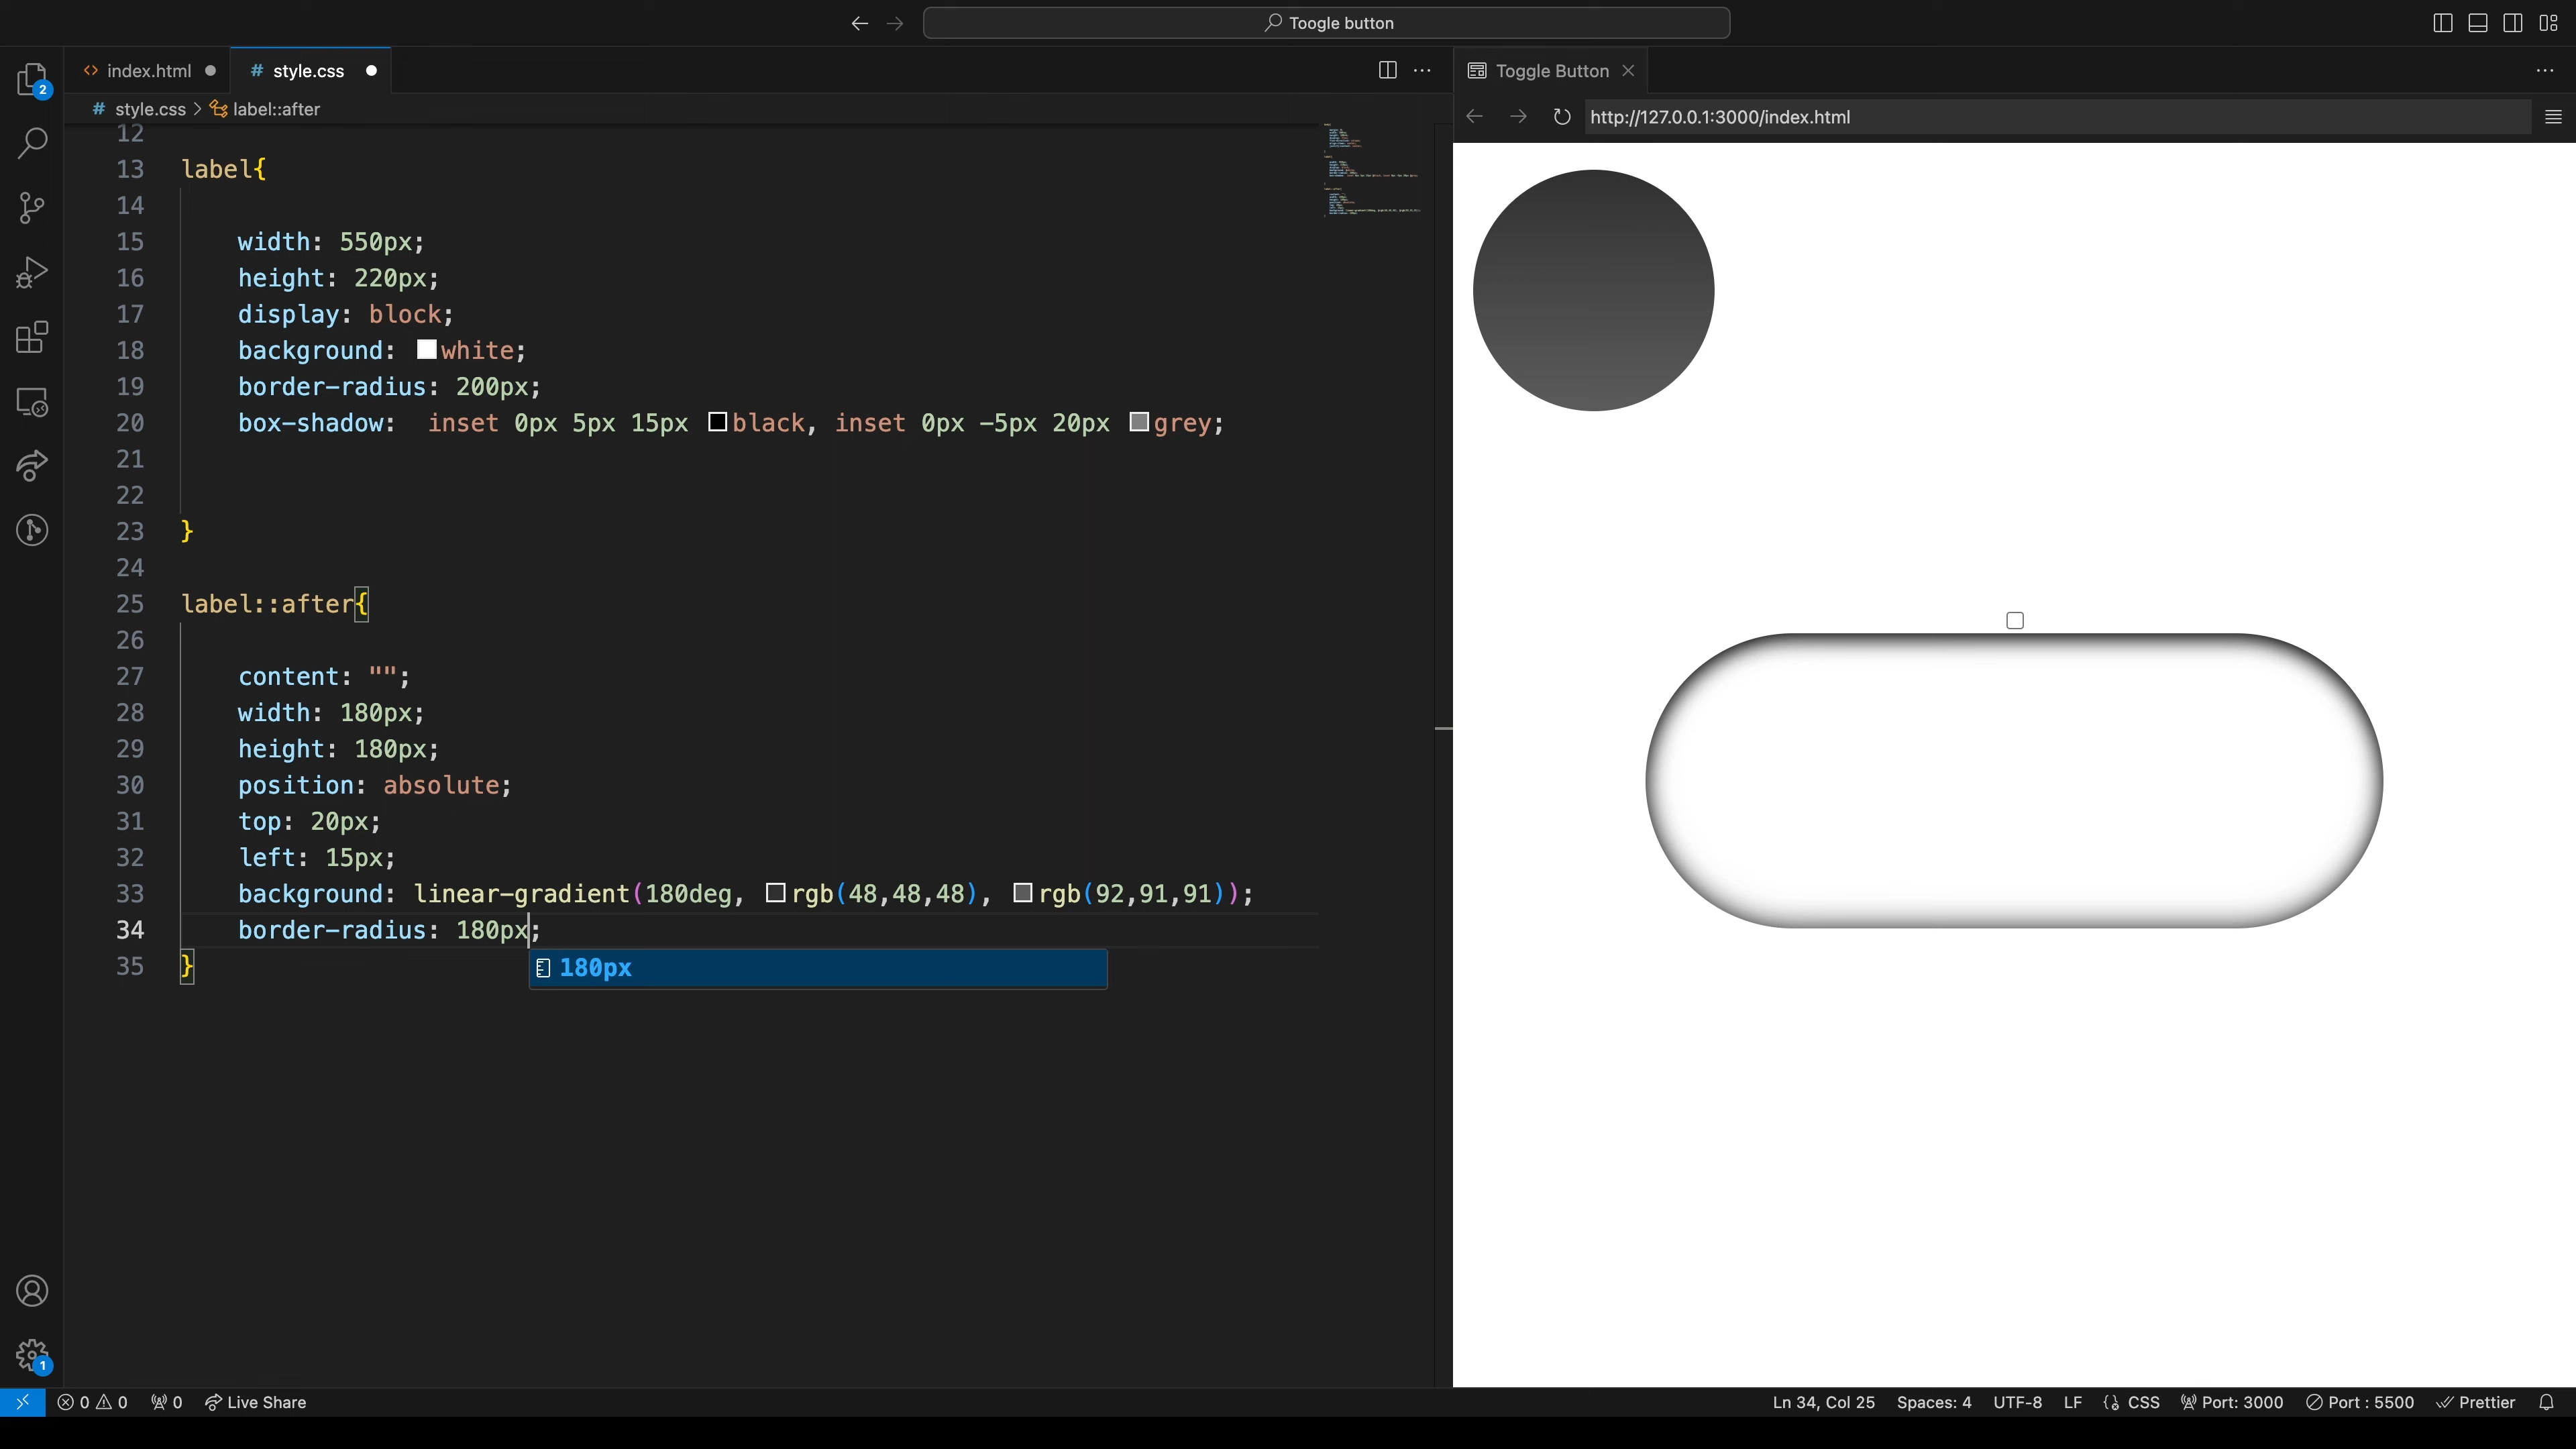 Toogle button
index.html
# style.css
Toggle Button
# style.css > label::after
http://127.0.0.1:3000/index.html
2
12
13 label{
14
15 width: 550px;
16 height: 220px;
17 display: block;
18 background: white;
19 border-radius: 200px;
20 box-shadow:  inset 0px 5px 15px black, inset 0px -5px 20px grey;
21
22
23 }
24
25 label::after{
26
27 content: "";
28 width: 180px;
29 height: 180px;
30 position: absolute;
31 top: 20px;
32 left: 15px;
33 background: linear-gradient(180deg, rgb(48,48,48), rgb(92,91,91));
34 border-radius: 180px;
35 }
180px
1
0 0 0 Live Share
Ln 34, Col 25 Spaces: 4 UTF-8 LF CSS Port: 3000 Port : 5500 Prettier